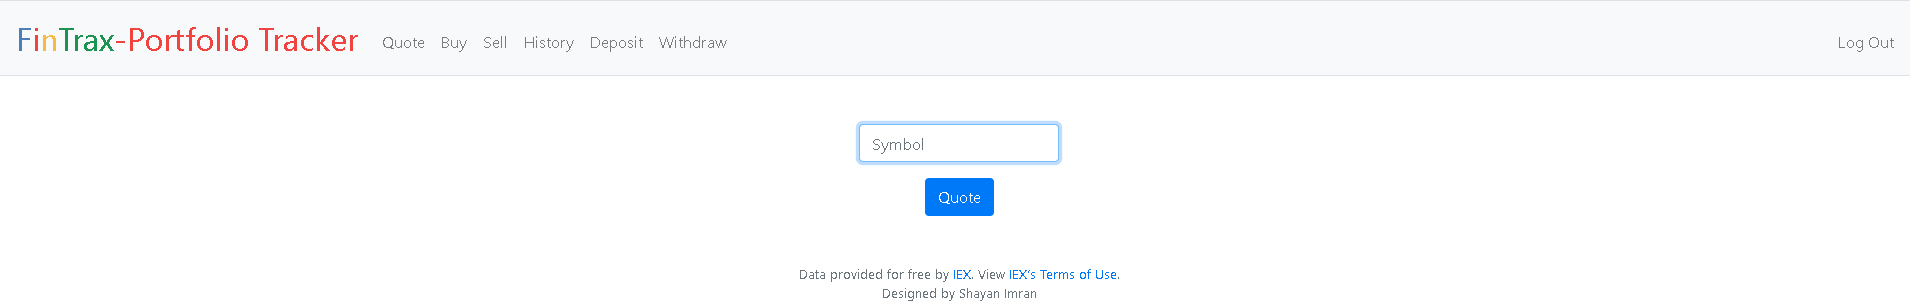 FinTrax-Portfolio Tracker Quote Buy Sell History Deposit Withdraw Log Out
Symbol
Quote
Data provided for free by IEX. View IEX's Terms of Use.
Designed by Shayan Imran